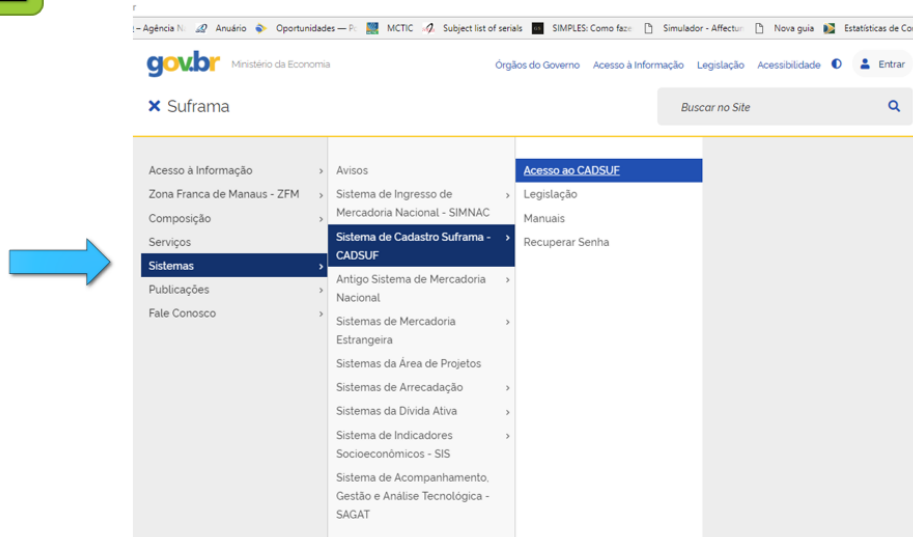 – Agência N Anuário Oportunidades — P MCTIC Subject list of serials SIMPLES: Como faze Simulador - Affectur Nova guia Estatísticas de Co
gov.br Ministério da Economia Órgãos do Governo Acesso à Informação Legislação Acessibilidade Entrar
Suframa Buscar no Site
Acesso à Informação
Zona Franca de Manaus - ZFM
Composição
Serviços
Sistemas
Publicações
Fale Conosco
Avisos
Sistema de Ingresso de
Mercadoria Nacional - SIMNAC
Sistema de Cadastro Suframa -
CADSUF
Antigo Sistema de Mercadoria
Nacional
Sistemas de Mercadoria
Estrangeira
Sistemas da Área de Projetos
Sistemas de Arrecadação
Sistemas da Dívida Ativa
Sistema de Indicadores
Socioeconômicos - SIS
Sistema de Acompanhamento,
Gestão e Análise Tecnológica -
SAGAT
Acesso ao CADSUF
Legislação
Manuais
Recuperar Senha